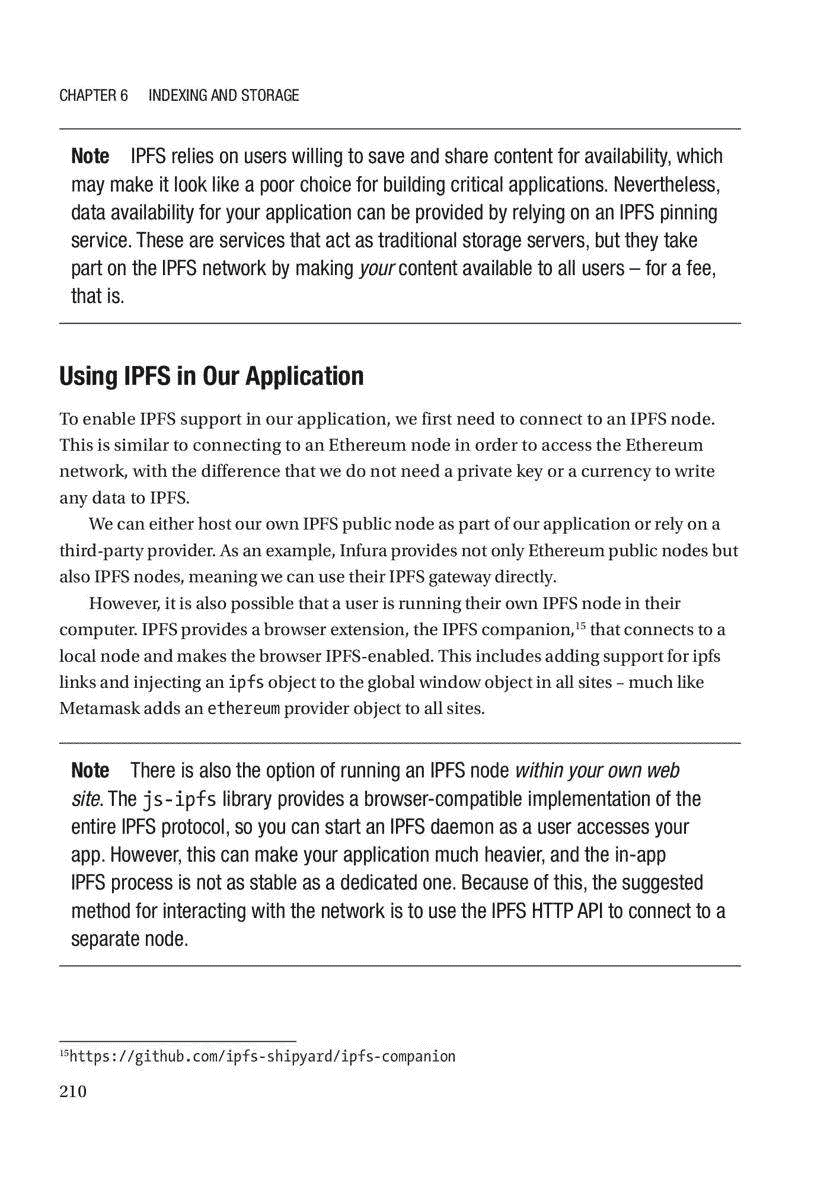 CHAPTER 6 INDEXING AND STORAGE
Note IPFS relies on users willing to save and share content for availability, which
may make it look like a poor choice for building critical applications. Nevertheless,
data availability for your application can be provided by relying on an IPFS pinning
service. These are services that act as traditional storage servers, but they take
part on the IPFS network by making your content available to all users – for a fee,
that is.
Using IPFS in Our Application
To enable IPFS support in our application, we first need to connect to an IPFS node.
This is similar to connecting to an Ethereum node in order to access the Ethereum
network, with the difference that we do not need a private key or a currency to write
any data to IPFS.
We can either host our own IPFS public node as part of our application or rely on a
third-party provider. As an example, Infura provides not only Ethereum public nodes but
also IPFS nodes, meaning we can use their IPFS gateway directly.
However, it is also possible that a user is running their own IPFS node in their
computer. IPFS provides a browser extension, the IPFS companion,¹⁵ that connects to a
local node and makes the browser IPFS-enabled. This includes adding support for ipfs
links and injecting an ipfs object to the global window object in all sites – much like
Metamask adds an ethereum provider object to all sites.
Note There is also the option of running an IPFS node within your own web
site. The js-ipfs library provides a browser-compatible implementation of the
entire IPFS protocol, so you can start an IPFS daemon as a user accesses your
app. However, this can make your application much heavier, and the in-app
IPFS process is not as stable as a dedicated one. Because of this, the suggested
method for interacting with the network is to use the IPFS HTTP API to connect to a
separate node.
¹⁵https://github.com/ipfs-shipyard/ipfs-companion
210